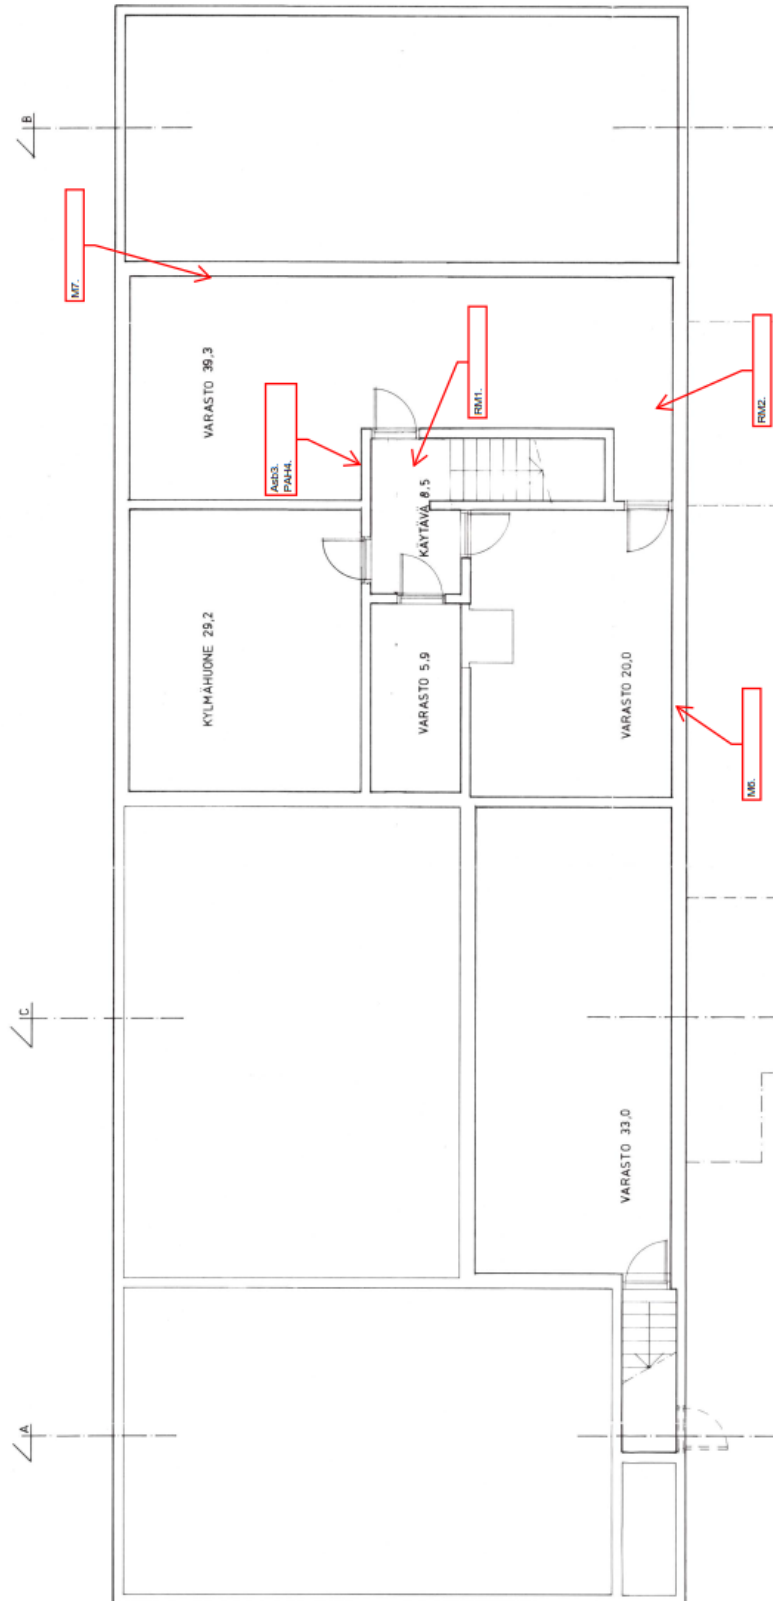 B
M7.
VARASTO 39,3
Asb3.
PAH4.
RM1.
RM2.
KÄYTÄVÄ 8,5
KYLMÄHUONE 29,2
VARASTO 5,9
VARASTO 20,0
M6.
C
VARASTO 33,0
A